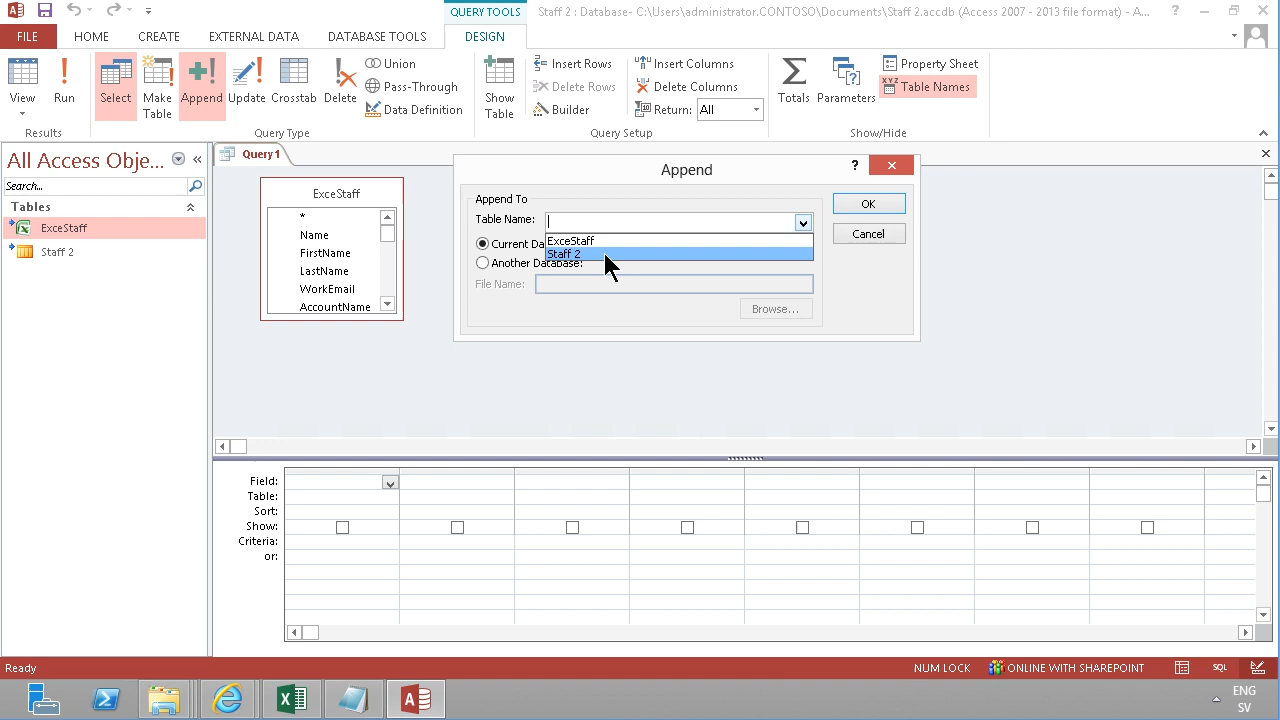 QUERY TOOLS
Staff 2 : Database- C:\Users\administrator.CONTOSO\Documents\Staff 2.accdb (Access 2007 - 2013 file format) - A...
FILE HOME CREATE EXTERNAL DATA DATABASE TOOLS DESIGN
View
Run
Select
Make Table
Append
Update
Crosstab
Delete
Union
Pass-Through
Data Definition
Show Table
Insert Rows
Delete Rows
Builder
Insert Columns
Delete Columns
Return: All
Totals
Parameters
Property Sheet
XYZ Table Names
Results
Query Type
Query Setup
Show/Hide
All Access Obje...
Search...
Tables
ExceStaff
Staff 2
Query1
ExceStaff
*
Name
FirstName
LastName
WorkEmail
AccountName
Append
Append To
Table Name:
ExceStaff
Staff 2
Current Da
Another Database:
File Name:
Browse...
OK
Cancel
Field:
Table:
Sort:
Show:
Criteria:
or:
Ready
NUM LOCK
ONLINE WITH SHAREPOINT
SQL
ENG
SV